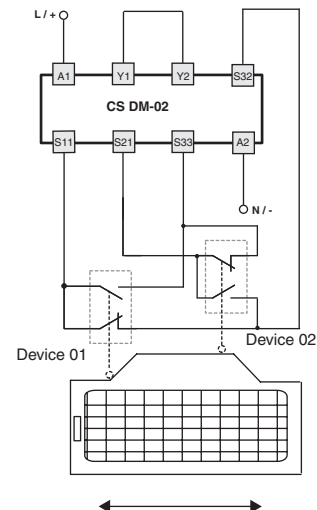 L / +
A1 Y1 Y2 S32
CS DM-02
S11 S21 S33 A2
N / -
Device 01
Device 02